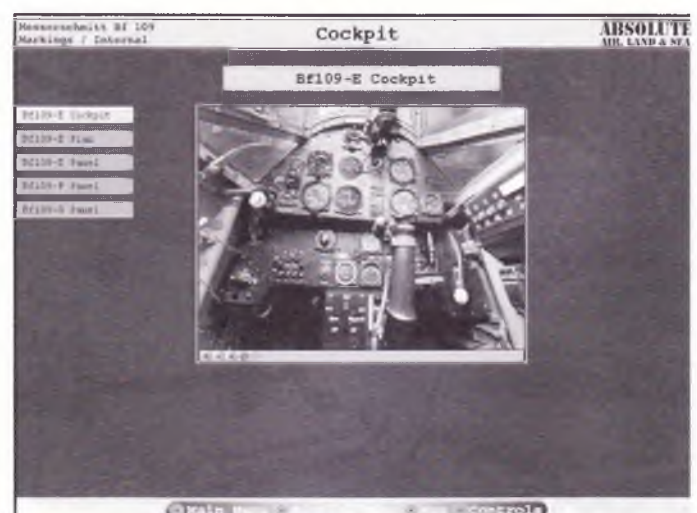 Messerschmitt Bf 109
Markings / Internal
Cockpit
ABSOLUTE
AIR, LAND & SEA
Bf109-E Cockpit
Bf109-E Cockpit
Bf109-E Panel
Bf109-F Panel
Bf109-G Panel
Main Menu
Controls